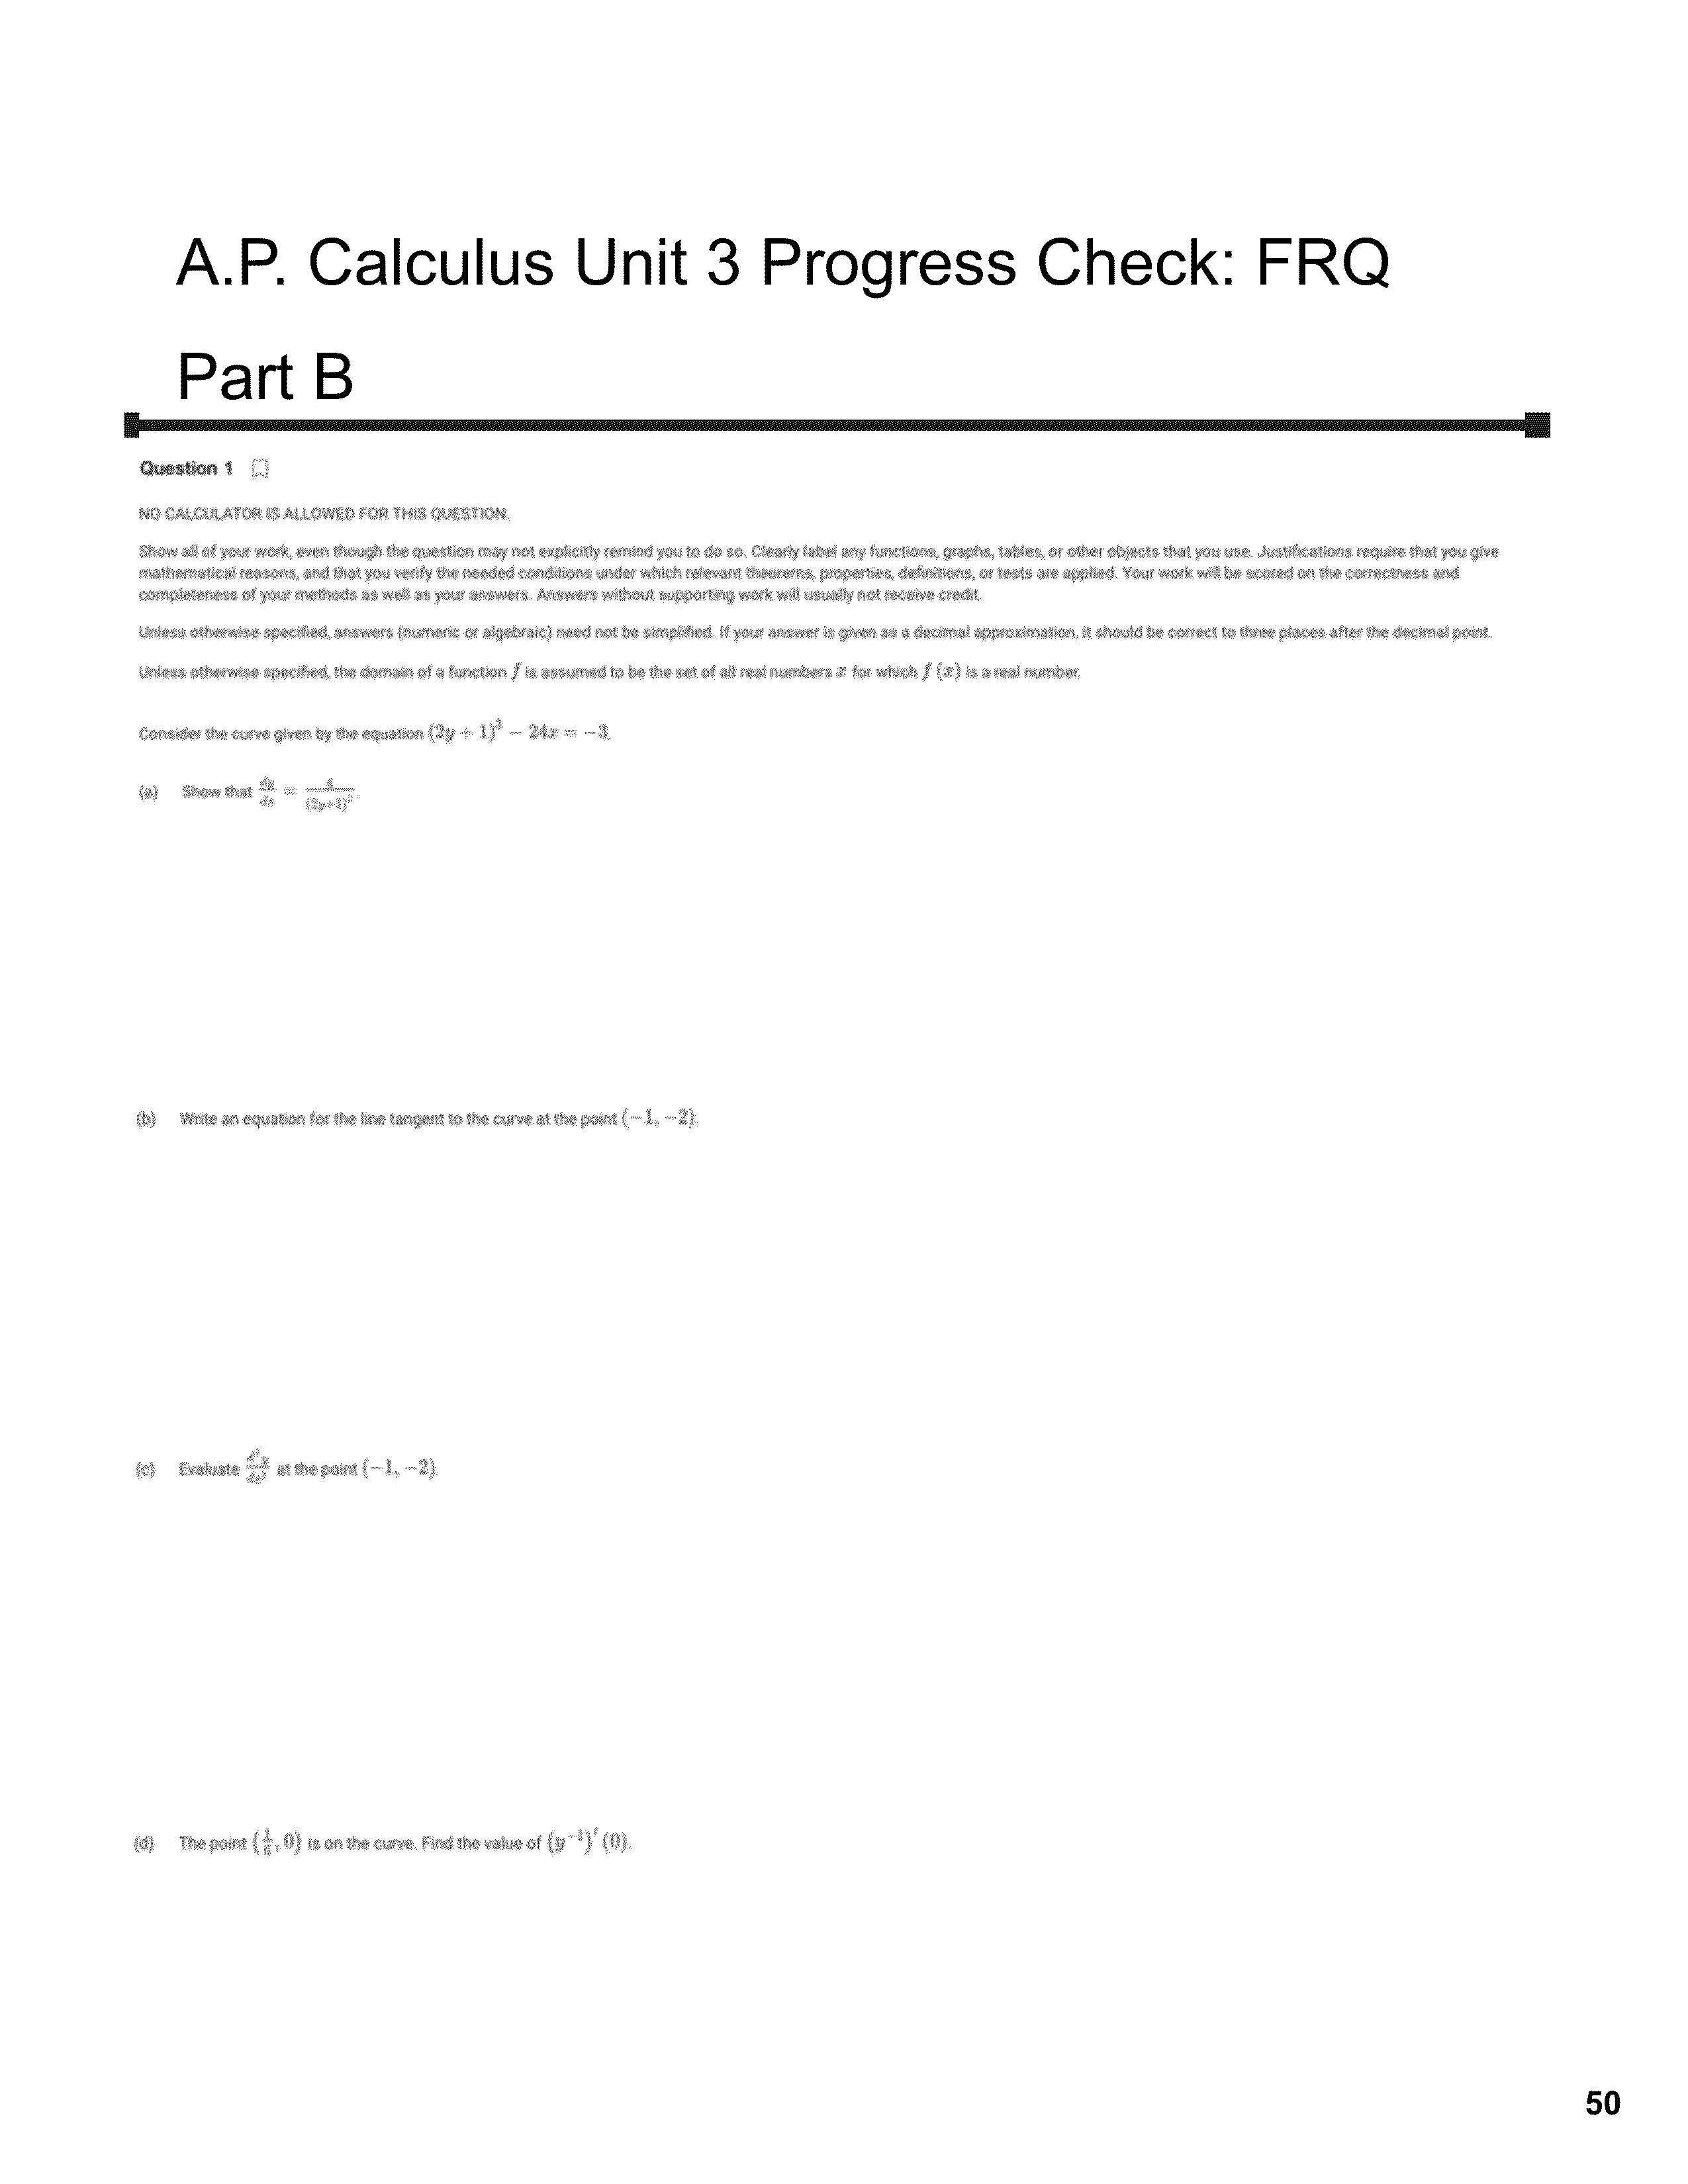 A.P. Calculus Unit 3 Progress Check: FRQ
Part B
Question 1
NO CALCULATOR IS ALLOWED FOR THIS QUESTION.
Show all of your work, even though the question may not explicitly remind you to do so. Clearly label any functions, graphs, tables, or other objects that you use. Justifications require that you give
mathematical reasons, and that you verify the needed conditions under which relevant theorems, properties, definitions, or tests are applied. Your work will be scored on the correctness and
completeness of your methods as well as your answers. Answers without supporting work will usually not receive credit.
Unless otherwise specified, answers (numeric or algebraic) need not be simplified. If your answer is given as a decimal approximation, it should be correct to three places after the decimal point.
Unless otherwise specified, the domain of a function f is assumed to be the set of all real numbers x for which f (x) is a real number.
Consider the curve given by the equation (2y + 1)³ − 24x = −3.
(a) Show that dy/dx = 4/(2y+1)².
(b) Write an equation for the line tangent to the curve at the point (−1, −2).
(c) Evaluate d²y/dx² at the point (−1, −2).
(d) The point (1/6, 0) is on the curve. Find the value of (y⁻¹)′ (0).
50